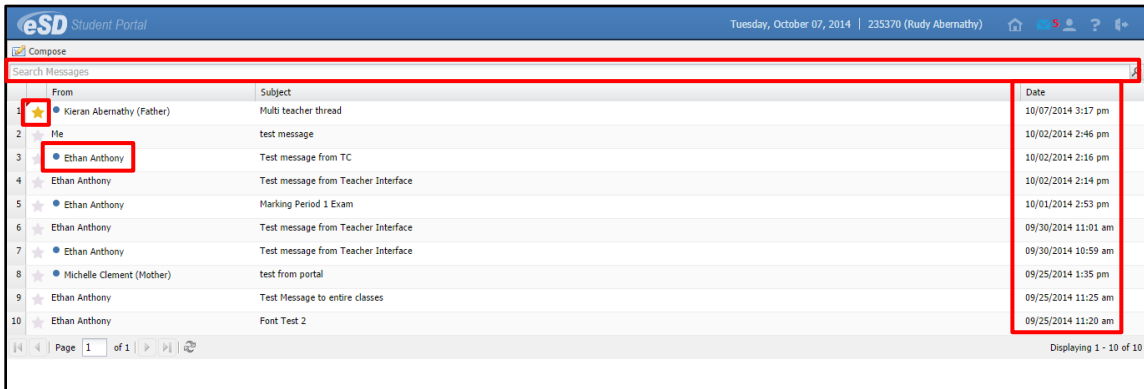 eSD Student Portal Tuesday, October 07, 2014 | 235370 (Rudy Abernathy) 5 ?
Compose
Search Messages
From Subject Date
1 Kieran Abernathy (Father) Multi teacher thread 10/07/2014 3:17 pm
2 Me test message 10/02/2014 2:46 pm
3 Ethan Anthony Test message from TC 10/02/2014 2:16 pm
4 Ethan Anthony Test message from Teacher Interface 10/02/2014 2:14 pm
5 Ethan Anthony Marking Period 1 Exam 10/01/2014 2:53 pm
6 Ethan Anthony Test message from Teacher Interface 09/30/2014 11:01 am
7 Ethan Anthony Test message from Teacher Interface 09/30/2014 10:59 am
8 Michelle Clement (Mother) test from portal 09/25/2014 1:35 pm
9 Ethan Anthony Test Message to entire classes 09/25/2014 11:25 am
10 Ethan Anthony Font Test 2 09/25/2014 11:20 am
Page 1 of 1 Displaying 1 - 10 of 10